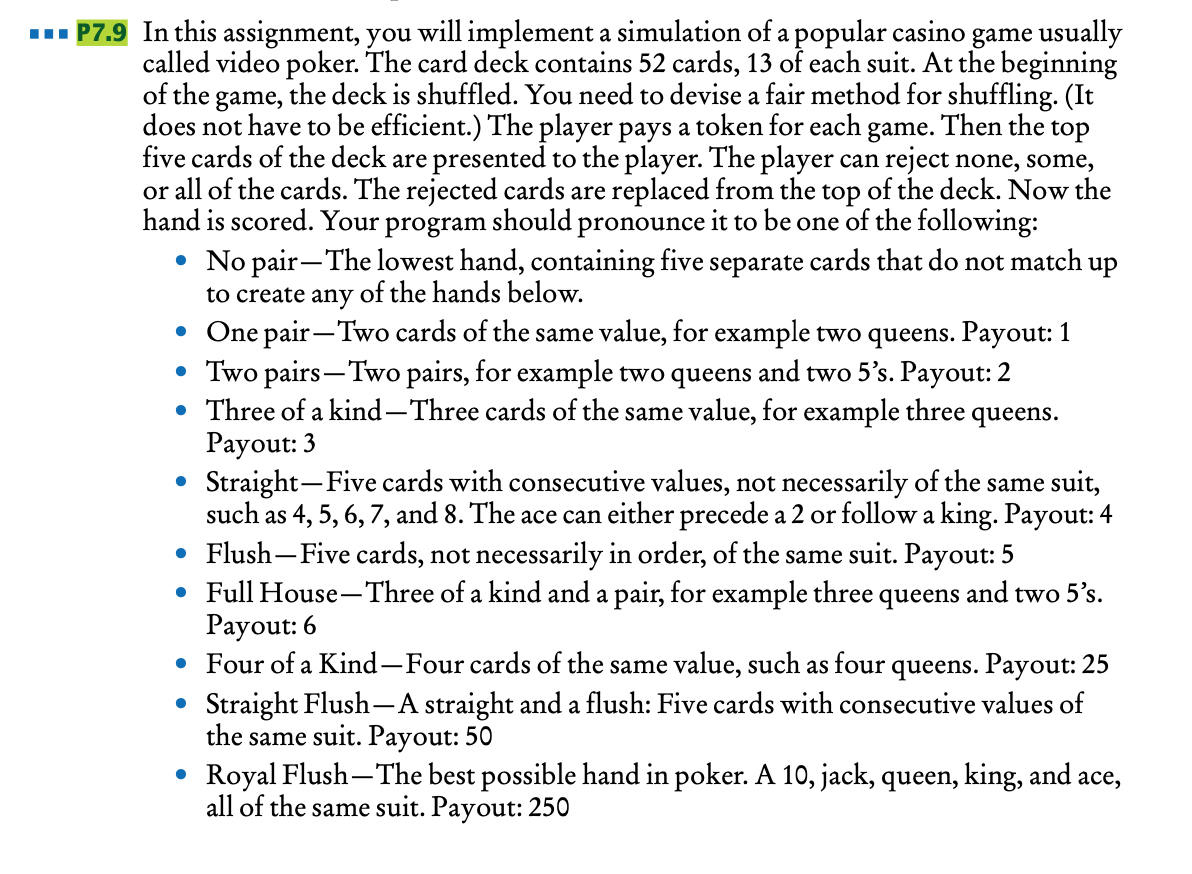 P7.9 In this assignment, you will implement a simulation of a popular casino game usually
called video poker. The card deck contains 52 cards, 13 of each suit. At the beginning
of the game, the deck is shuffled. You need to devise a fair method for shuffling. (It
does not have to be efficient.) The player pays a token for each game. Then the top
five cards of the deck are presented to the player. The player can reject none, some,
or all of the cards. The rejected cards are replaced from the top of the deck. Now the
hand is scored. Your program should pronounce it to be one of the following:
• No pair—The lowest hand, containing five separate cards that do not match up
to create any of the hands below.
• One pair—Two cards of the same value, for example two queens. Payout: 1
• Two pairs—Two pairs, for example two queens and two 5’s. Payout: 2
• Three of a kind—Three cards of the same value, for example three queens.
Payout: 3
• Straight—Five cards with consecutive values, not necessarily of the same suit,
such as 4, 5, 6, 7, and 8. The ace can either precede a 2 or follow a king. Payout: 4
• Flush—Five cards, not necessarily in order, of the same suit. Payout: 5
• Full House—Three of a kind and a pair, for example three queens and two 5’s.
Payout: 6
• Four of a Kind—Four cards of the same value, such as four queens. Payout: 25
• Straight Flush—A straight and a flush: Five cards with consecutive values of
the same suit. Payout: 50
• Royal Flush—The best possible hand in poker. A 10, jack, queen, king, and ace,
all of the same suit. Payout: 250